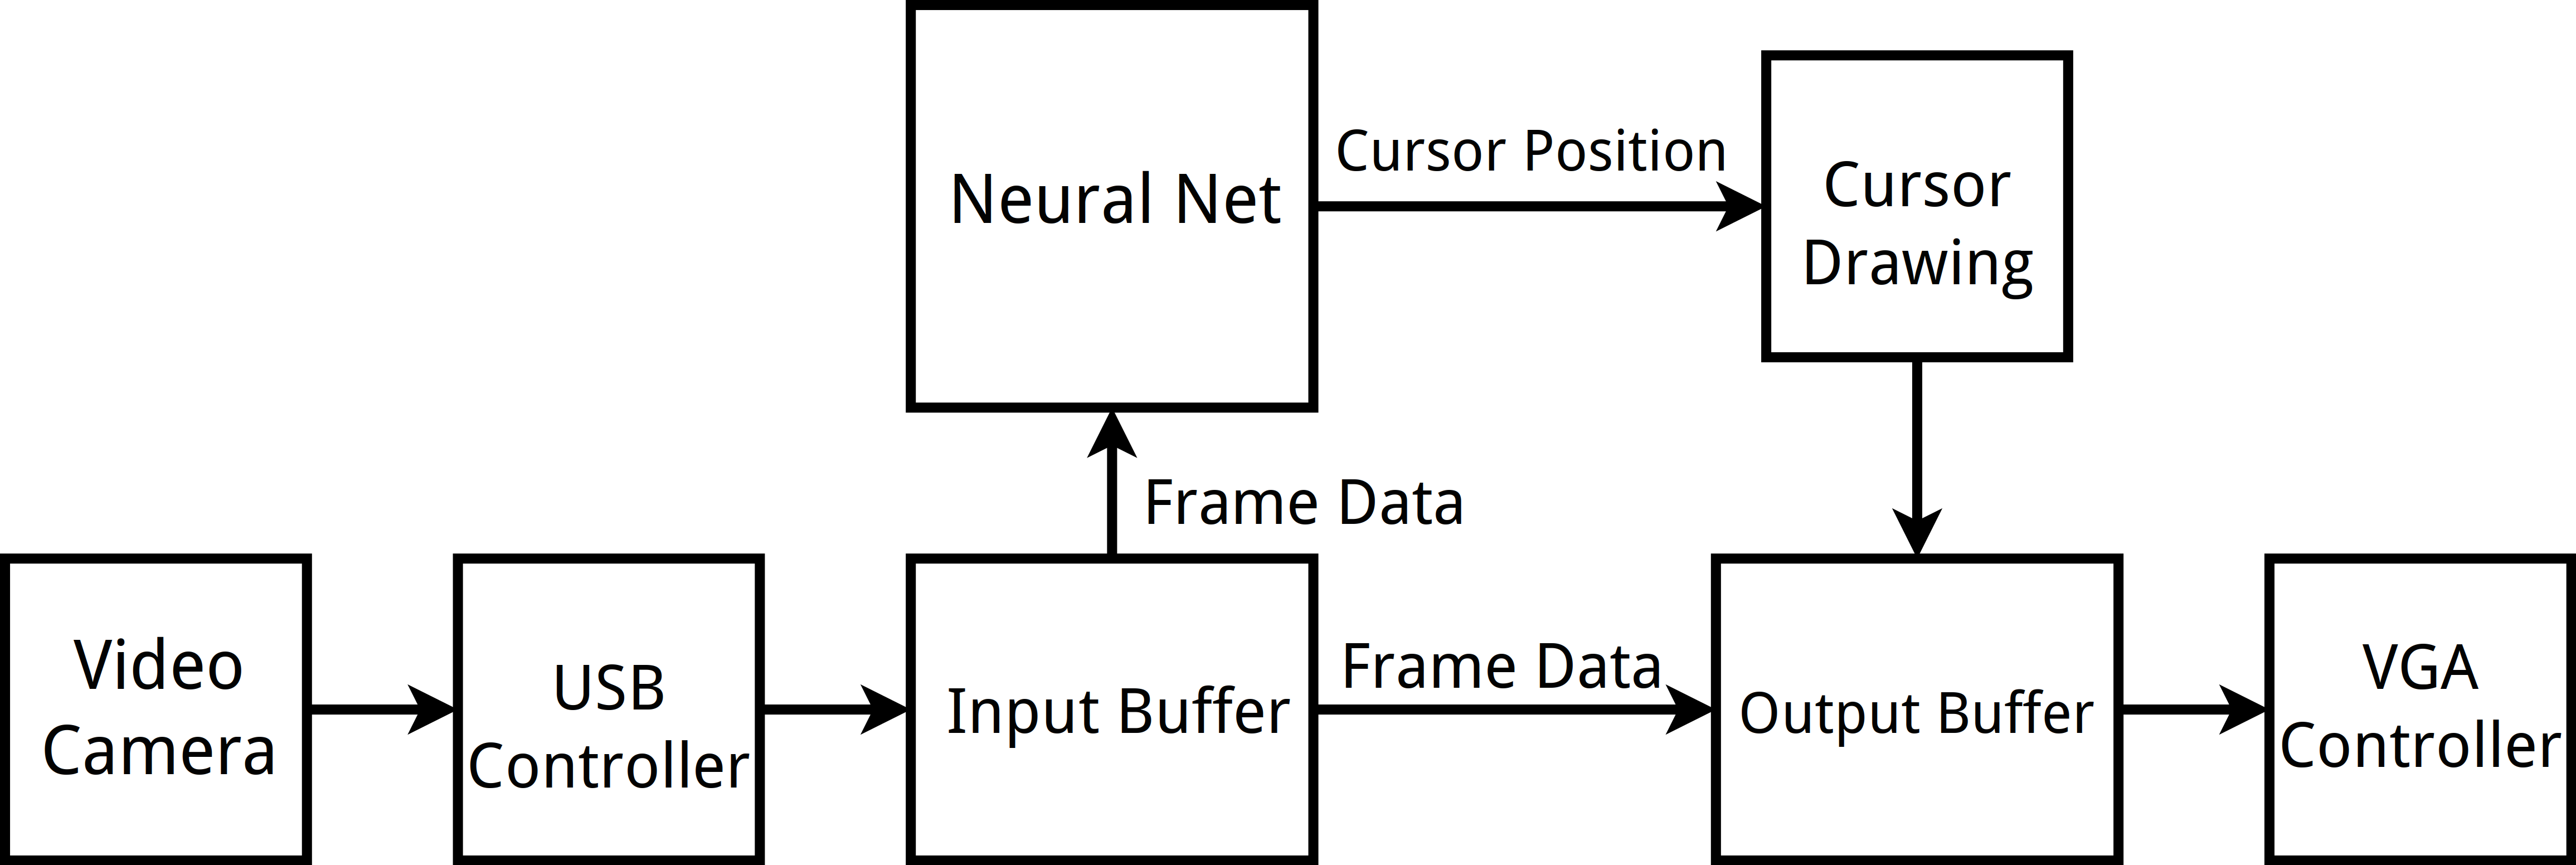 Neural Net
Cursor Position
Cursor
Drawing
Frame Data
Video
Camera
USB
Controller
Input Buffer
Frame Data
Output Buffer
VGA
Controller